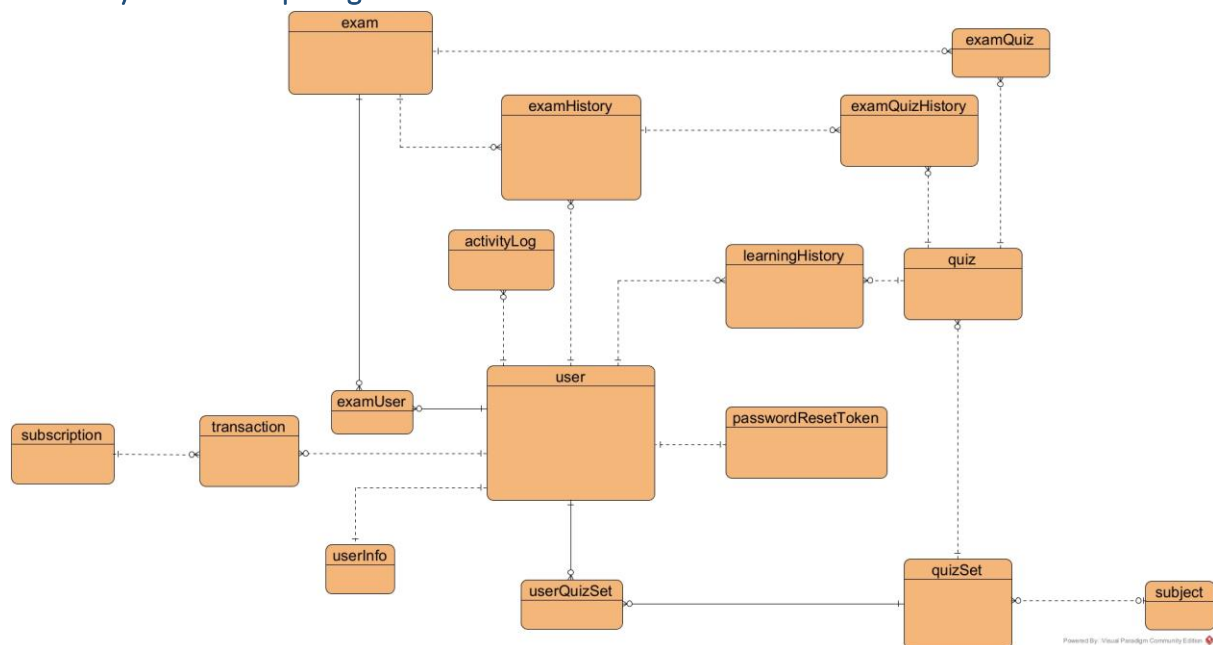 exam
examQuiz
examHistory
examQuizHistory
activityLog
learningHistory
quiz
user
examUser
passwordResetToken
subscription
transaction
userInfo
userQuizSet
quizSet
subject
Powered By: Visual Paradigm Community Edition